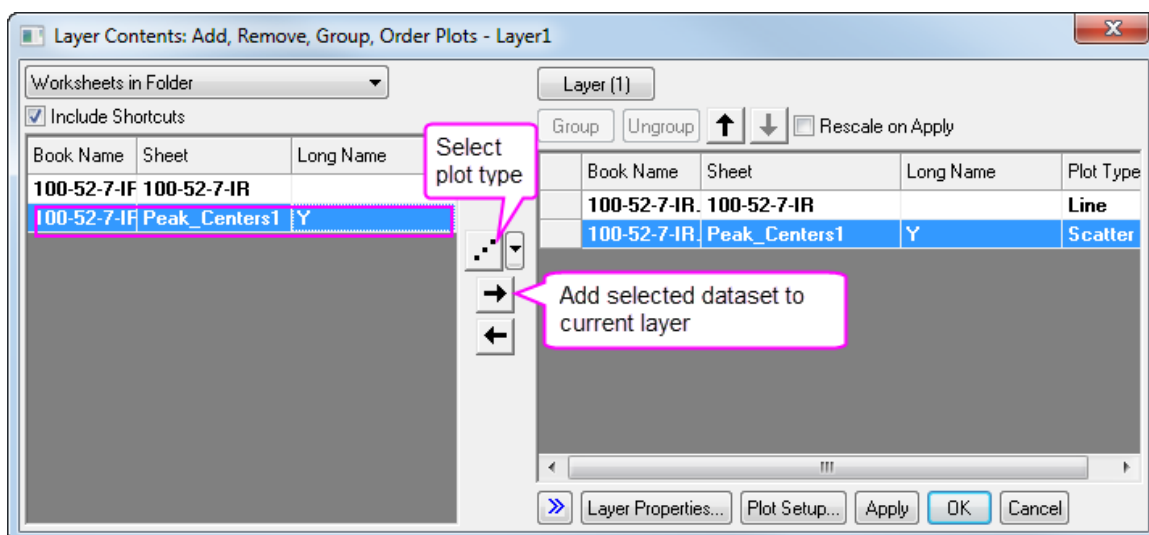 Layer Contents: Add, Remove, Group, Order Plots - Layer1
Worksheets in Folder
Include Shortcuts
Book Name Sheet Long Name
100-52-7-IF 100-52-7-IR
100-52-7-IF Peak_Centers1 Y
Select
plot type
Layer (1)
Group Ungroup Rescale on Apply
Book Name Sheet Long Name Plot Type
100-52-7-IR. 100-52-7-IR Line
100-52-7-IR. Peak_Centers1 Y Scatter
Add selected dataset to
current layer
Layer Properties... Plot Setup... Apply OK Cancel